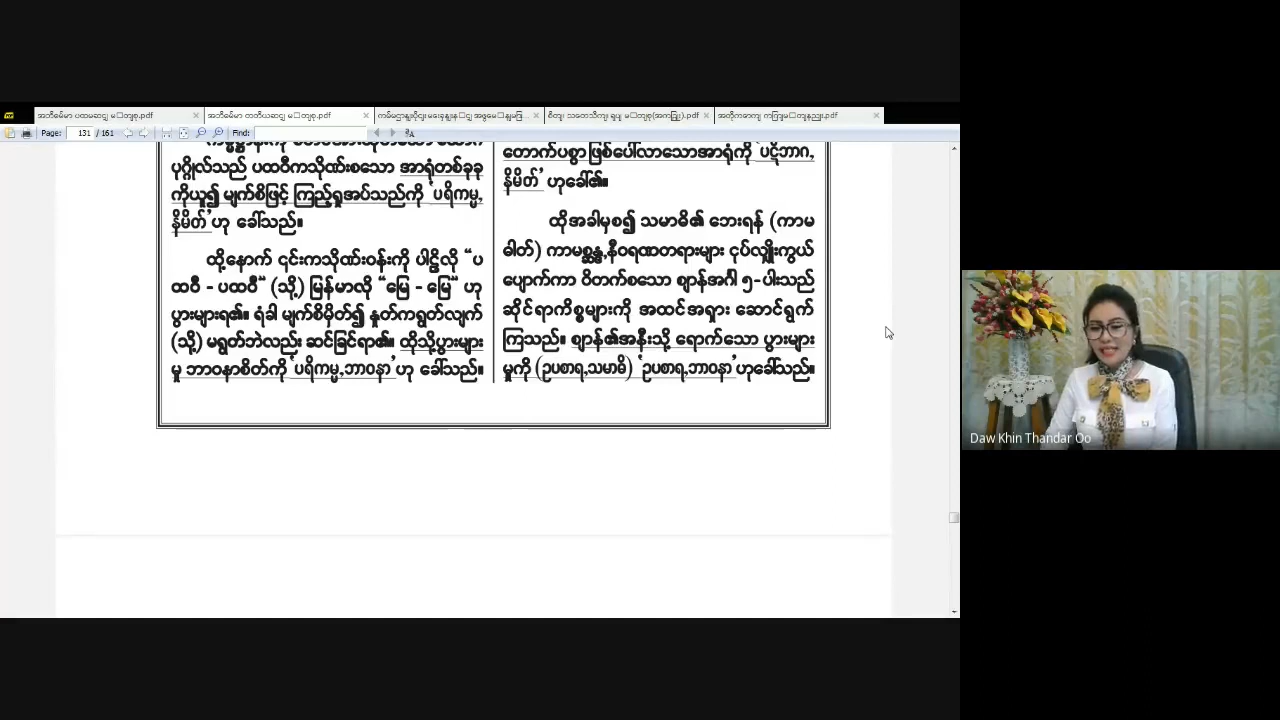 Page: 131 / 161
Find:
ပုဂ္ဂိုလ်သည် ပထဝီကသိုဏ်းစသော အာရုံတစ်ခုခု
ကိုယူ၍ မျက်စိဖြင့် ကြည့်ရှုအပ်သည်ကို 'ပရိကမ္မ,
နိမိတ်'ဟု ခေါ်သည်။
ထို့နောက် ၎င်းကသိုဏ်းဝန်းကို ပါဠိလို "ပ
ထဝီ - ပထဝီ" (သို့) မြန်မာလို "မြေ - မြေ" ဟု
ပွားများရ၏။ ရံခါ မျက်စိမှိတ်၍ နှုတ်ကရွတ်လျက်
(သို့) မရွတ်ဘဲလည်း ဆင်ခြင်ရာ၏။ ထိုသို့ပွားများ
မှု ဘာဝနာစိတ်ကို 'ပရိကမ္မ,ဘာဝနာ'ဟု ခေါ်သည်။
တောက်ပစွာ ဖြစ်ပေါ်လာသောအာရုံကို 'ပဋိဘာဂ,
နိမိတ်' ဟုခေါ်၏။
ထိုအခါမှစ၍ သမာဓိ၏ ဘေးရန် (ကာမ
ဓါတ်) ကာမစ္ဆန္ဒ,နီဝရဏတရားများ ငုပ်လျှိုးကွယ်
ပျောက်ကာ ဝိတက်စသော ဈာန်အင်္ဂါ ၅-ပါးသည်
ဆိုင်ရာကိစ္စများကို အထင်အရှား ဆောင်ရွက်
ကြသည်။ ဈာန်၏အနီးသို့ ရောက်သော ပွားများ
မှုကို (ဥပစာရ,သမာဓိ) 'ဥပစာရ,ဘာဝနာ'ဟုခေါ်သည်။
Daw Khin Thandar Oo